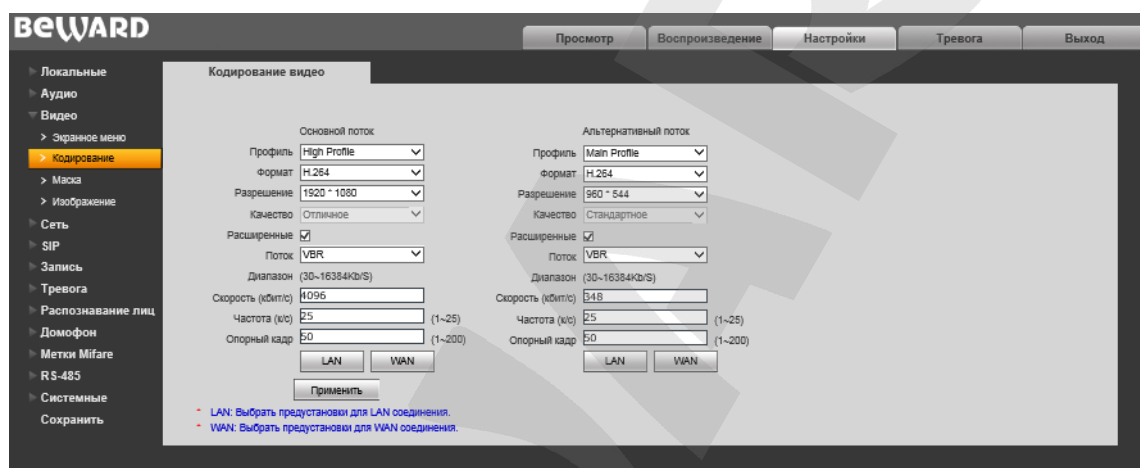 BEWARD
Просмотр Воспроизведение Настройки Тревога Выход
Локальные
Аудио
Видео
> Экранное меню
> Кодирование
> Маска
> Изображение
Сеть
SIP
Запись
Тревога
Распознавание лиц
Домофон
Метки Mifare
RS-485
Системные
Сохранить
Кодирование видео
Основной поток
Профиль High Profile
Формат H.264
Разрешение 1920 * 1080
Качество Отличное
Расширенные
Поток VBR
Диапазон (30~16384Kb/S)
Скорость (кбит/с) 4096
Частота (к/с) 25 (1~25)
Опорный кадр 50 (1~200)
LAN WAN
Применить
Альтернативный поток
Профиль Main Profile
Формат H.264
Разрешение 960 * 544
Качество Стандартное
Расширенные
Поток VBR
Диапазон (30~16384Kb/S)
Скорость (кбит/с) 348
Частота (к/с) 25 (1~25)
Опорный кадр 50 (1~200)
LAN WAN
* LAN: Выбрать предустановки для LAN соединения.
* WAN: Выбрать предустановки для WAN соединения.